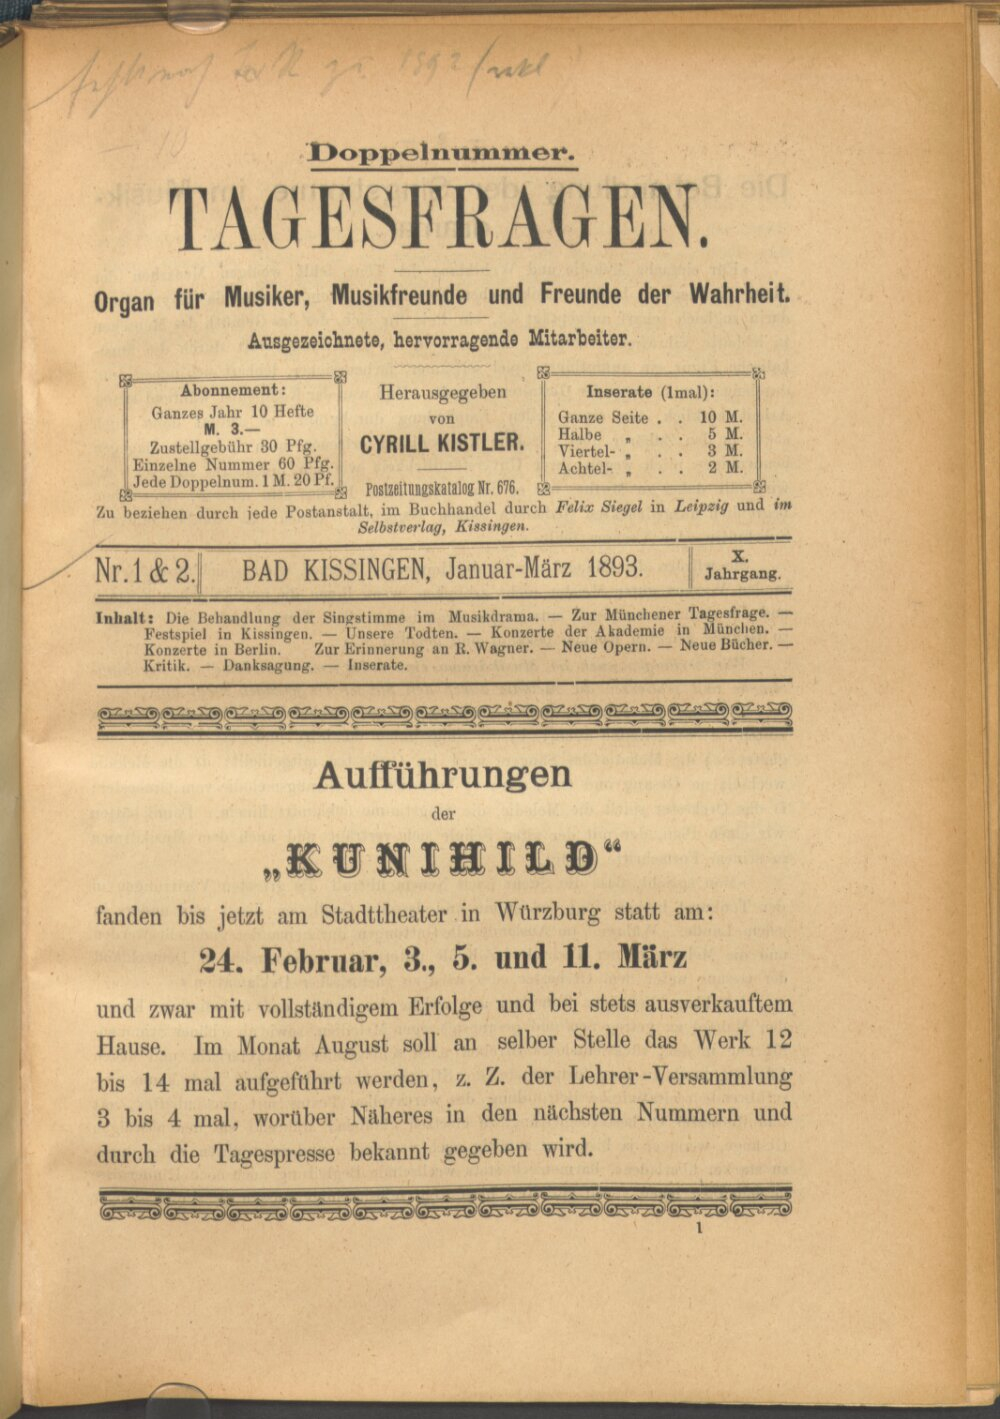 zu 1892
Doppelnummer.
TAGESFRAGEN.
Organ für Musiker, Musikfreunde und Freunde der Wahrheit.
Ausgezeichnete, hervorragende Mitarbeiter.
Abonnement:
Ganzes Jahr 10 Hefte
M. 3.—
Zustellgebühr 30 Pfg.
Einzelne Nummer 60 Pfg.
Jede Doppelnum. 1 M. 20 Pf.
Herausgegeben
von
CYRILL KISTLER.
Postzeitungskatalog Nr. 676.
Inserate (1mal):
Ganze Seite . . 10 M.
Halbe „ . . 5 M.
Viertel- „ . . 3 M.
Achtel- „ . . 2 M.
Zu beziehen durch jede Postanstalt, im Buchhandel durch Felix Siegel in Leipzig und im
Selbstverlag, Kissingen.
Nr. 1 & 2.
BAD KISSINGEN, Januar-März 1893.
X.
Jahrgang.
Inhalt: Die Behandlung der Singstimme im Musikdrama. — Zur Münchener Tagesfrage. —
Festspiel in Kissingen. — Unsere Todten. — Konzerte der Akademie in München. —
Konzerte in Berlin. Zur Erinnerung an R. Wagner. — Neue Opern. — Neue Bücher. —
Kritik. — Danksagung. — Inserate.
Aufführungen
der
„KUNIHILD“
fanden bis jetzt am Stadttheater in Würzburg statt am:
24. Februar, 3., 5. und 11. März
und zwar mit vollständigem Erfolge und bei stets ausverkauftem
Hause. Im Monat August soll an selber Stelle das Werk 12
bis 14 mal aufgeführt werden, z. Z. der Lehrer-Versammlung
3 bis 4 mal, worüber Näheres in den nächsten Nummern und
durch die Tagespresse bekannt gegeben wird.
1